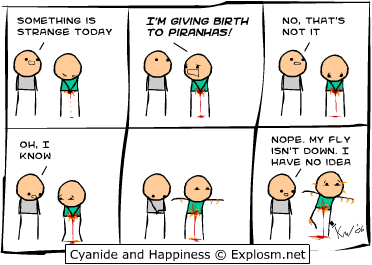 SOMETHING IS
STRANGE TODAY
I'M GIVING BIRTH
TO PIRANHAS!
NO, THAT'S
NOT IT
OH, I
KNOW
NOPE. MY FLY
ISN'T DOWN. I
HAVE NO IDEA
Cyanide and Happiness © Explosm.net